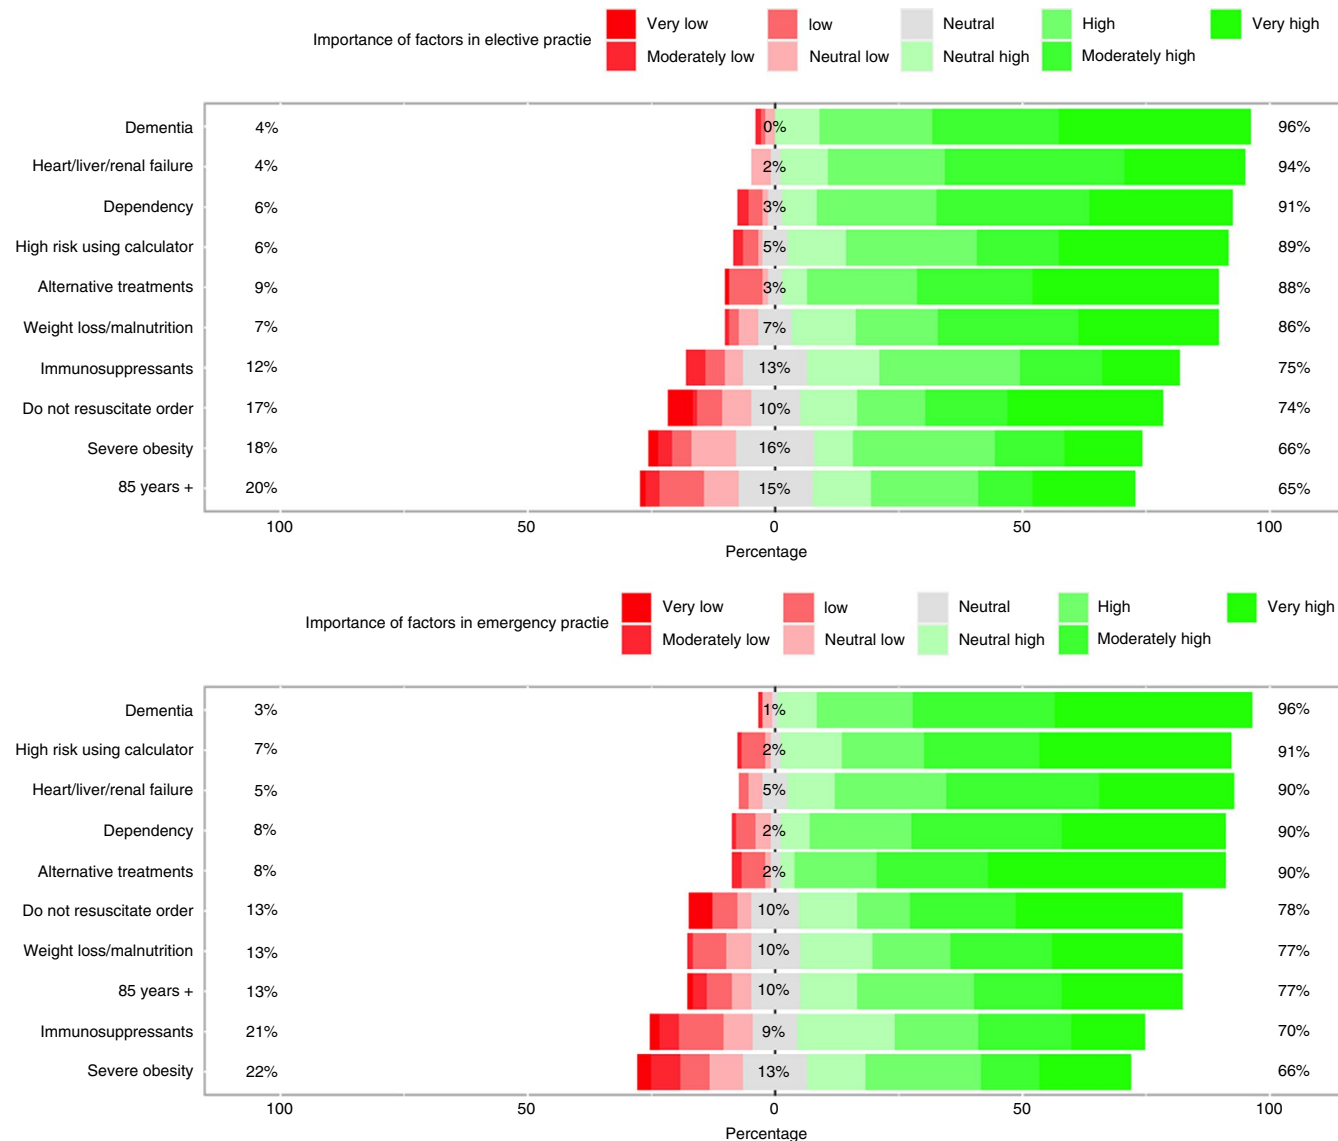 Importance of factors in elective practie
Very low low Neutral High Very high
Moderately low Neutral low Neutral high Moderately high
Dementia 4% 0% 96%
Heart/liver/renal failure 4% 2% 94%
Dependency 6% 3% 91%
High risk using calculator 6% 5% 89%
Alternative treatments 9% 3% 88%
Weight loss/malnutrition 7% 7% 86%
Immunosuppressants 12% 13% 75%
Do not resuscitate order 17% 10% 74%
Severe obesity 18% 16% 66%
85 years + 20% 15% 65%
100 50 0 50 100
Percentage
Importance of factors in emergency practie
Very low low Neutral High Very high
Moderately low Neutral low Neutral high Moderately high
Dementia 3% 1% 96%
High risk using calculator 7% 2% 91%
Heart/liver/renal failure 5% 5% 90%
Dependency 8% 2% 90%
Alternative treatments 8% 2% 90%
Do not resuscitate order 13% 10% 78%
Weight loss/malnutrition 13% 10% 77%
85 years + 13% 10% 77%
Immunosuppressants 21% 9% 70%
Severe obesity 22% 13% 66%
100 50 0 50 100
Percentage